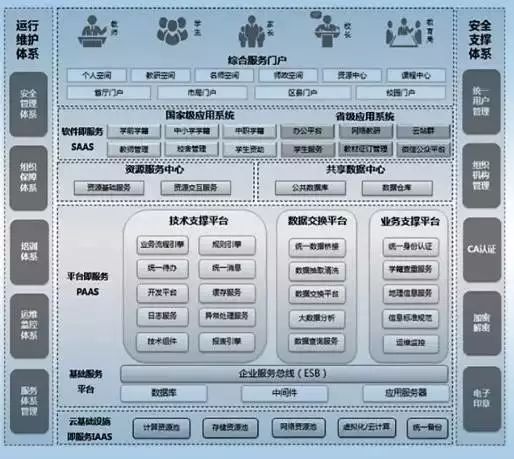 运行
维护
体系
安全
管理
体系
组织
保障
体系
培训
体系
运维
监控
体系
服务
体系
管理
教师
学生
家长
校长
教育局
综合服务门户
个人空间
教研空间
名师空间
师政空间
资源中心
课程中心
省厅门户
市局门户
区县门户
校园门户
国家级应用系统
省级应用系统
软件即服务
SAAS
学前学籍
中小学学籍
中职学籍
办公平台
网络教研
云站群
教师管理
校舍管理
学生资助
学生服务
教材征订管理
微信公众平台
资源服务中心
共享数据中心
资源基础服务
资源交互服务
公共数据库
数据仓库
平台即服务
PAAS
技术支撑平台
业务流程引擎
规则引擎
统一待办
统一消息
开发平台
缓存服务
日志服务
异常处理服务
技术组件
报表引擎
数据交换平台
统一数据桥接
数据抽取清洗
数据交换平台
大数据分析
数据查询服务
业务支撑平台
统一身份认证
学籍查重服务
地理信息服务
信息标准规范
运维监控
基础服务
平台
企业服务总线（ESB）
数据库
中间件
应用服务器
云基础设施
即服务IAAS
计算资源池
存储资源池
网络资源池
虚拟化/云计算
统一备份
安全
支撑
体系
统一
用户
管理
组织
机构
管理
CA认证
加密
解密
电子
印章